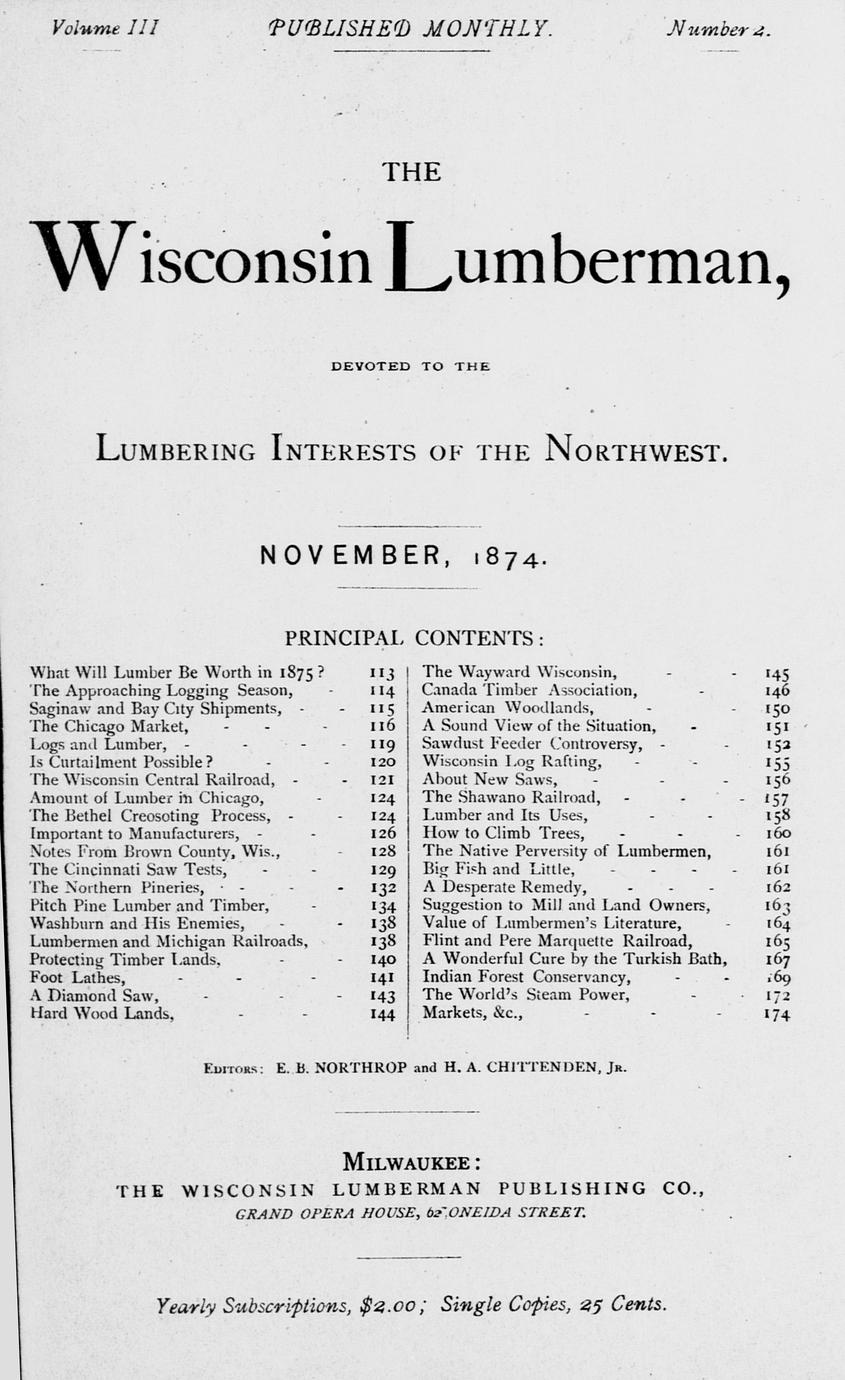 Volume III PUBLISHED MONTHLY. Number 2.
THE
Wisconsin Lumberman,
DEVOTED TO THE
LUMBERING INTERESTS OF THE NORTHWEST.
NOVEMBER, 1874.
PRINCIPAL CONTENTS:
What Will Lumber Be Worth in 1875? 113
The Approaching Logging Season, - 114
Saginaw and Bay City Shipments, - - 115
The Chicago Market, - - - 116
Logs and Lumber, - - - - 119
Is Curtailment Possible? - - 120
The Wisconsin Central Railroad, - - 121
Amount of Lumber in Chicago, - 124
The Bethel Creosoting Process, - - 124
Important to Manufacturers, - - 126
Notes From Brown County, Wis., - 128
The Cincinnati Saw Tests, - - 129
The Northern Pineries, - - - - 132
Pitch Pine Lumber and Timber, - 134
Washburn and His Enemies, - - 138
Lumbermen and Michigan Railroads, 138
Protecting Timber Lands, - - 140
Foot Lathes, - - - 141
A Diamond Saw, - - - 143
Hard Wood Lands, - - 144
The Wayward Wisconsin, - - 145
Canada Timber Association, - 146
American Woodlands, - - 150
A Sound View of the Situation, - 151
Sawdust Feeder Controversy, - - 152
Wisconsin Log Rafting, - - 155
About New Saws, - - - 156
The Shawano Railroad, - - - 157
Lumber and Its Uses, - - 158
How to Climb Trees, - - - 160
The Native Perversity of Lumbermen, 161
Big Fish and Little, - - - - 161
A Desperate Remedy, - - - 162
Suggestion to Mill and Land Owners, 163
Value of Lumbermen's Literature, - 164
Flint and Pere Marquette Railroad, 165
A Wonderful Cure by the Turkish Bath, 167
Indian Forest Conservancy, - - 169
The World's Steam Power, - - 172
Markets, &c., - - - 174
EDITORS: E. B. NORTHROP and H. A. CHITTENDEN, JR.
MILWAUKEE:
THE WISCONSIN LUMBERMAN PUBLISHING CO.,
GRAND OPERA HOUSE, ONEIDA STREET.
Yearly Subscriptions, $2.00; Single Copies, 25 Cents.